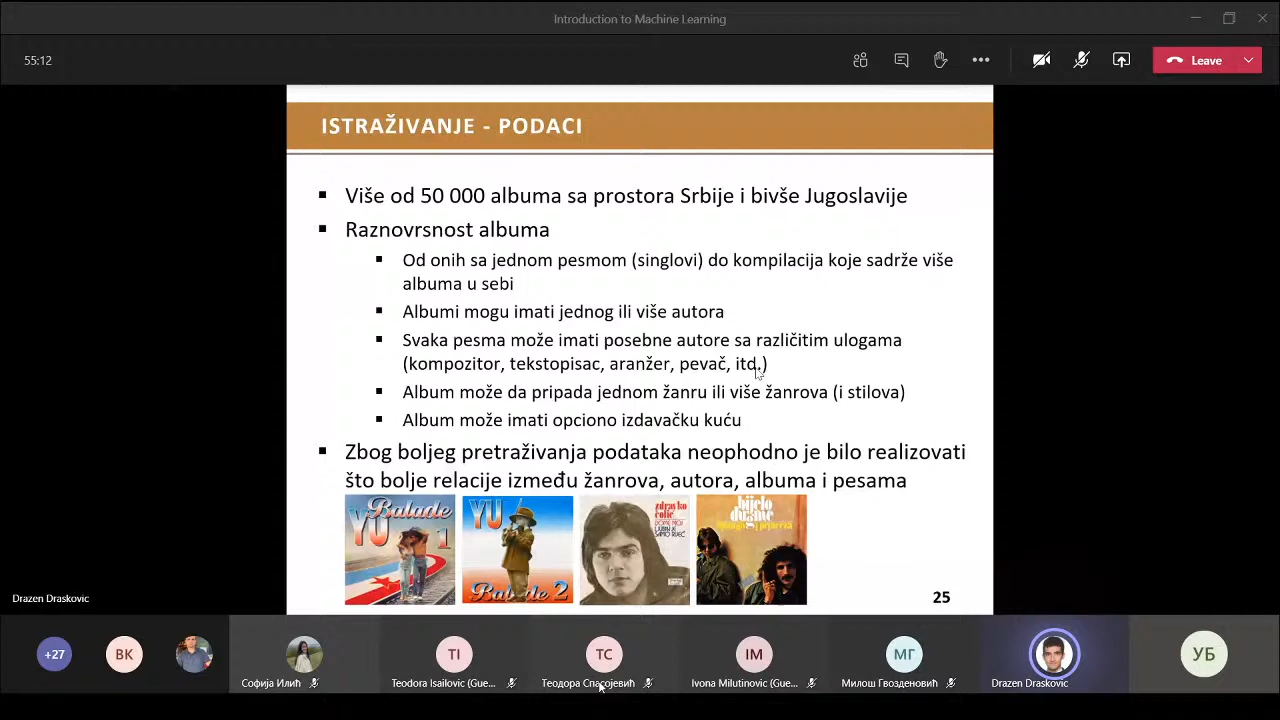 Introduction to Machine Learning
55:12
Leave
ISTRAŽIVANJE - PODACI
Više od 50 000 albuma sa prostora Srbije i bivše Jugoslavije
Raznovrsnost albuma
Od onih sa jednom pesmom (singlovi) do kompilacija koje sadrže više
albuma u sebi
Albumi mogu imati jednog ili više autora
Svaka pesma može imati posebne autore sa različitim ulogama
(kompozitor, tekstopisac, aranžer, pevač, itd.)
Album može da pripada jednom žanru ili više žanrova (i stilova)
Album može imati opciono izdavačku kuću
Zbog boljeg pretraživanja podataka neophodno je bilo realizovati
što bolje relacije između žanrova, autora, albuma i pesama
YU Balade 1
YU Balade 2
zdravko
čolić
bijelo
dugme
25
Drazen Draskovic
+27
ВК
TI
ТС
IM
МГ
УБ
Софија Илић
Teodora Isailovic (Gue...
Теодора Спасојевић
Ivona Milutinovic (Gue...
Милош Гвозденовић
Drazen Draskovic